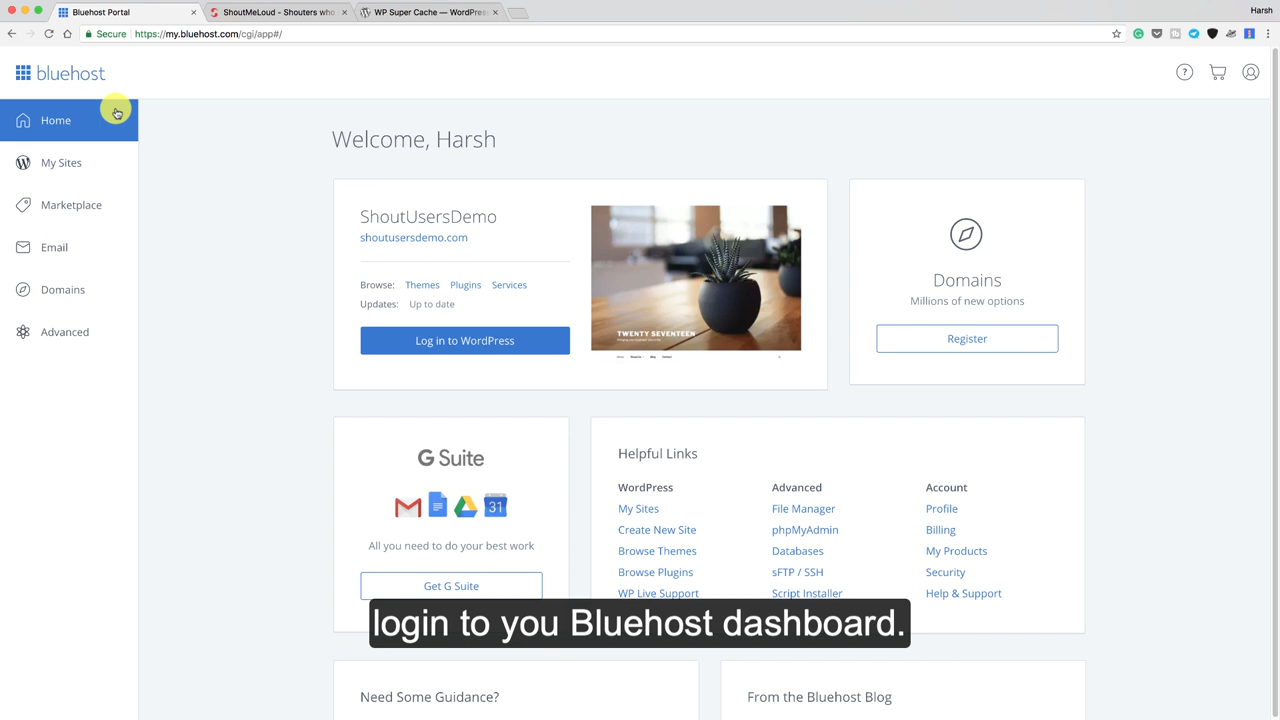 Bluehost Portal
ShoutMeLoud - Shouters who
WP Super Cache — WordPres
Harsh
Secure
https://my.bluehost.com/cgi/app#/
bluehost
Home
My Sites
Marketplace
Email
Domains
Advanced
Welcome, Harsh
ShoutUsersDemo
shoutusersdemo.com
Browse: Themes Plugins Services
Updates: Up to date
Log in to WordPress
TWENTY SEVENTEEN
Domains
Millions of new options
Register
G Suite
31
All you need to do your best work
Get G Suite
Helpful Links
WordPress
My Sites
Create New Site
Browse Themes
Browse Plugins
WP Live Support
Advanced
File Manager
phpMyAdmin
Databases
sFTP / SSH
Script Installer
Account
Profile
Billing
My Products
Security
Help & Support
login to you Bluehost dashboard.
Need Some Guidance?
From the Bluehost Blog